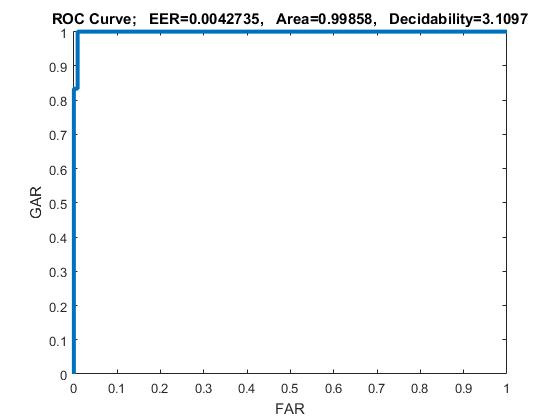 ROC Curve; EER=0.0042735, Area=0.99858, Decidability=3.1097
1
0.9
0.8
0.7
0.6
0.5
0.4
0.3
0.2
0.1
0
GAR
0 0.1 0.2 0.3 0.4 0.5 0.6 0.7 0.8 0.9 1
FAR